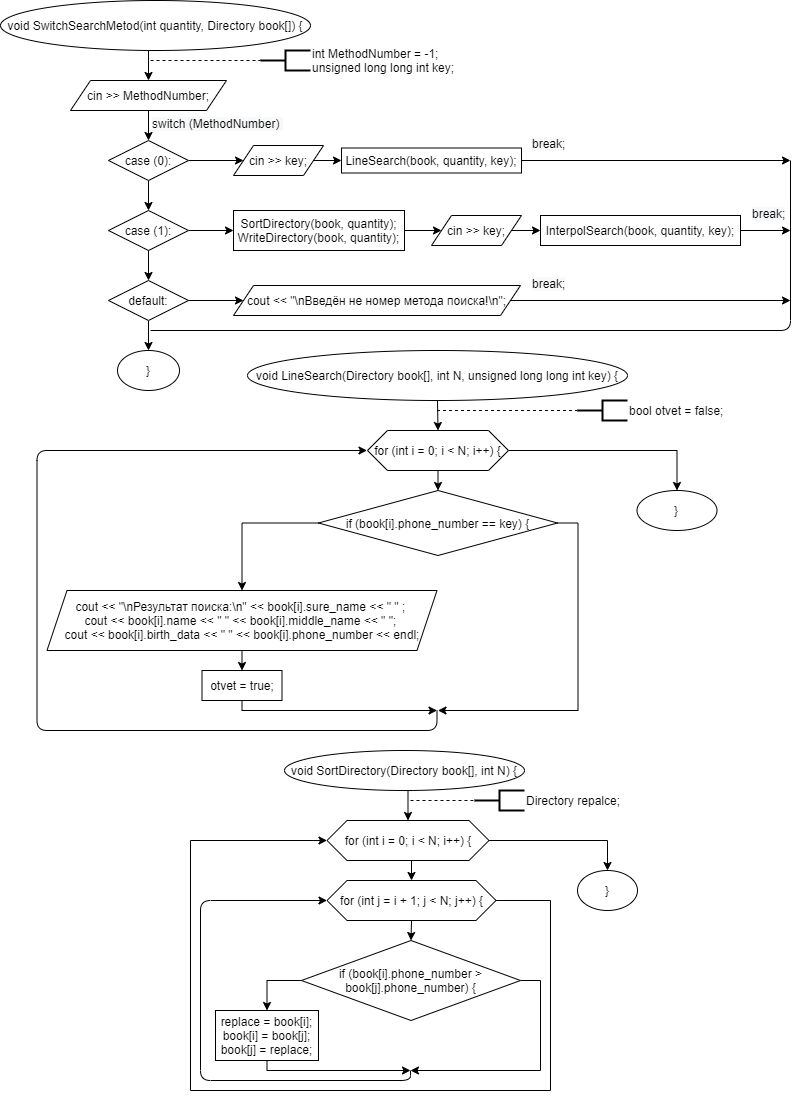 void SwitchSearchMetod(int quantity, Directory book[]) {
int MethodNumber = -1;
unsigned long long int key;
cin >> MethodNumber;
switch (MethodNumber)
case (0):
cin >> key;
LineSearch(book, quantity, key);
break;
case (1):
SortDirectory(book, quantity);
WriteDirectory(book, quantity);
cin >> key;
InterpolSearch(book, quantity, key);
break;
default:
cout << "\nВведён не номер метода поиска!\n";
break;
}
void LineSearch(Directory book[], int N, unsigned long long int key) {
bool otvet = false;
for (int i = 0; i < N; i++) {
}
if (book[i].phone_number == key) {
cout << "\nРезультат поиска:\n" << book[i].sure_name << " " ;
cout << book[i].name << " " << book[i].middle_name << " ";
cout << book[i].birth_data << " " << book[i].phone_number << endl;
otvet = true;
void SortDirectory(Directory book[], int N) {
Directory repalce;
for (int i = 0; i < N; i++) {
}
for (int j = i + 1; j < N; j++) {
if (book[i].phone_number >
book[j].phone_number) {
replace = book[i];
book[i] = book[j];
book[j] = replace;